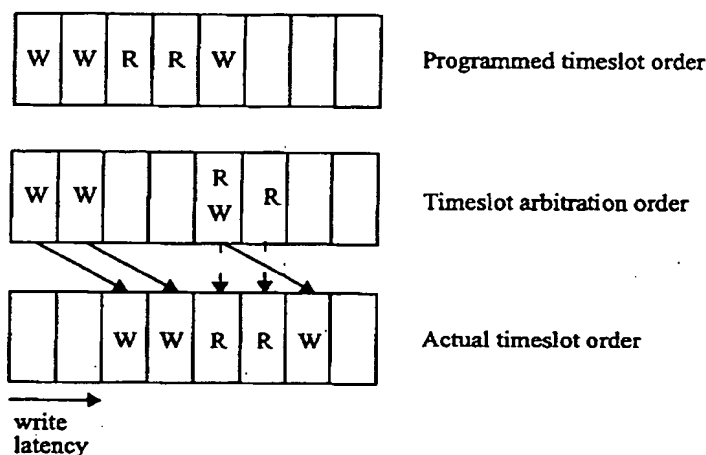 W W R R W Programmed timeslot order
W W R R Timeslot arbitration order
W
W W R R W Actual timeslot order
write
latency